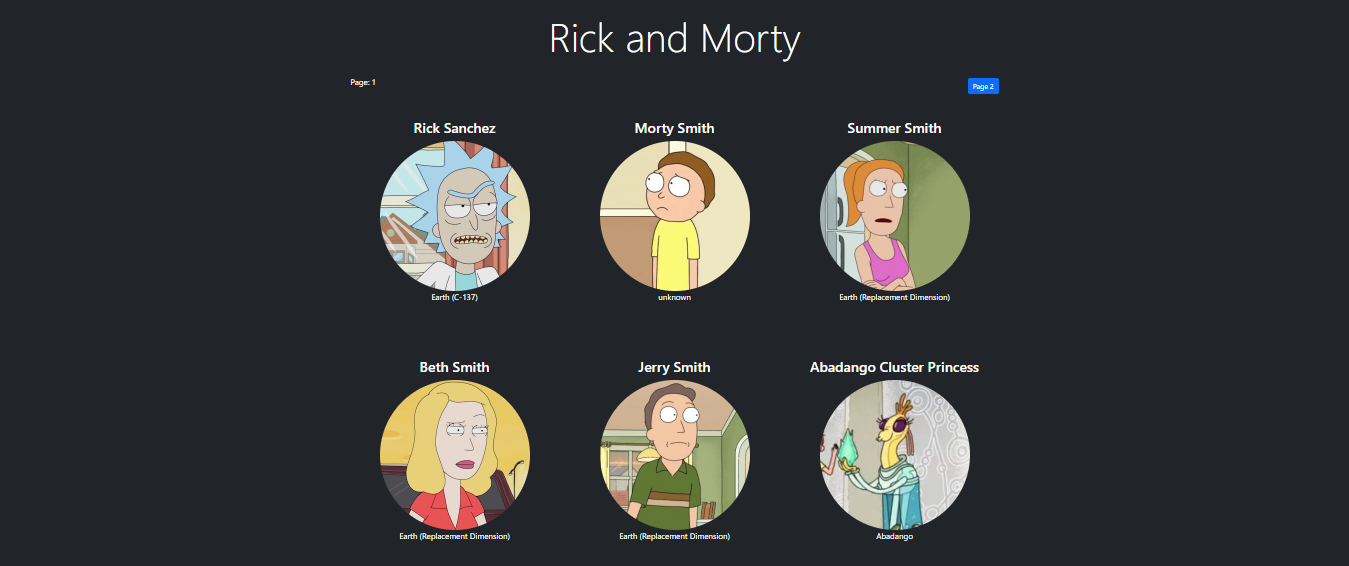 Rick and Morty
Page: 1
Page 2
Rick Sanchez
Morty Smith
Summer Smith
Earth (C-137)
unknown
Earth (Replacement Dimension)
Beth Smith
Jerry Smith
Abadango Cluster Princess
Earth (Replacement Dimension)
Earth (Replacement Dimension)
Abadango